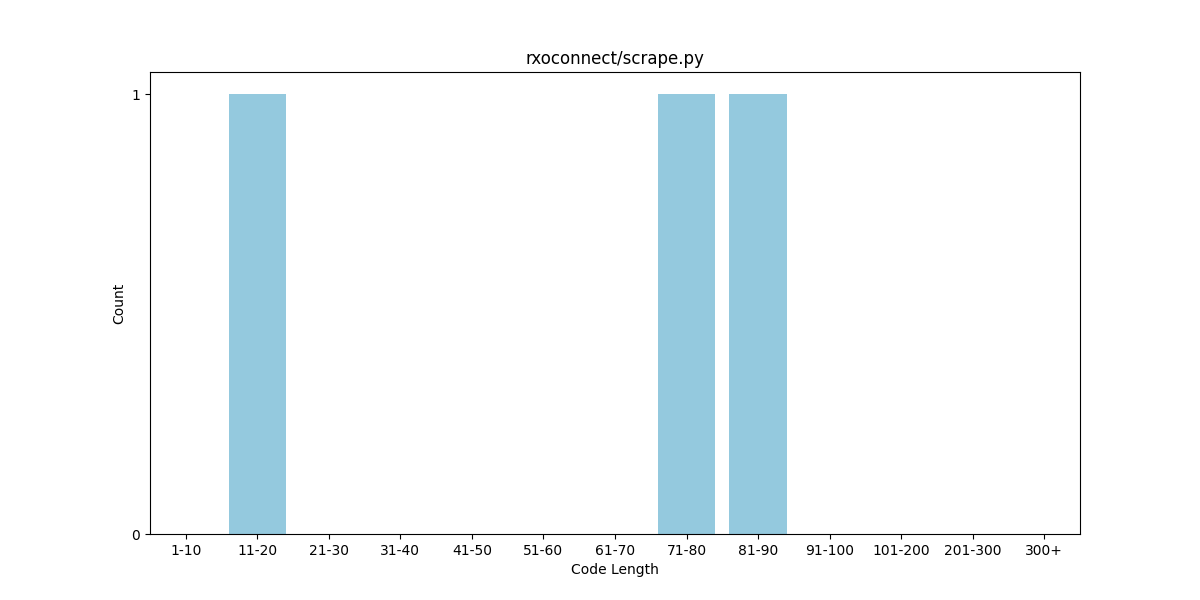 rxoconnect/scrape.py
1
Count
0
1-10 11-20 21-30 31-40 41-50 51-60 61-70 71-80 81-90 91-100 101-200 201-300 300+
Code Length